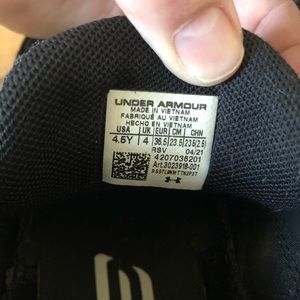 UNDER ARMOUR
MADE IN VIETNAM
FABRIQUÉ AU VIETNAM
HECHO EN VIETNAM
USA UK EUR CM CHN
4.5Y 4 36.5 23.5 235(2.5)
RSV 04/21
4207036201
Art.3023918-001